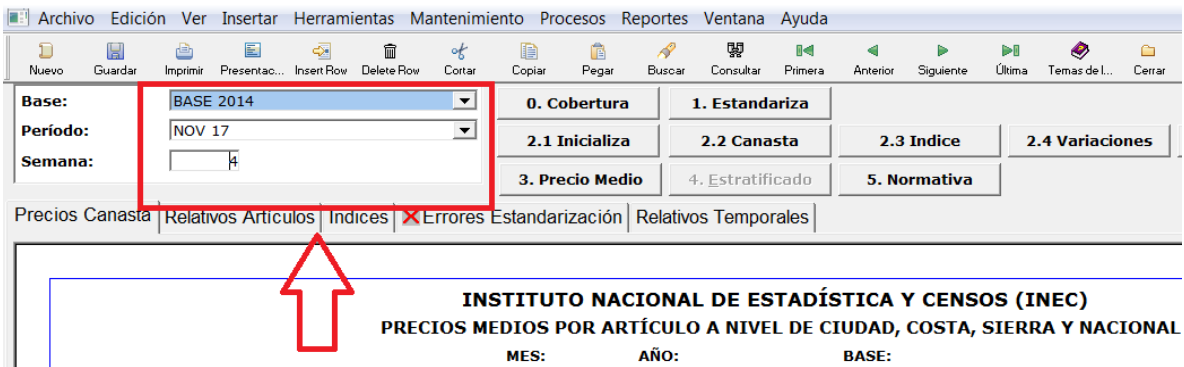 Archivo Edición Ver Insertar Herramientas Mantenimiento Procesos Reportes Ventana Ayuda
Nuevo Guardar Imprimir Presentac... Insert Row Delete Row Cortar Copiar Pegar Buscar Consultar Primera Anterior Siguiente Última Temas de l... Cerrar
Base: BASE 2014 0. Cobertura 1. Estandariza
Período: NOV 17 2.1 Inicializa 2.2 Canasta 2.3 Indice 2.4 Variaciones
Semana: 4 3. Precio Medio 4. Estratificado 5. Normativa
Precios Canasta Relativos Artículos Indices Errores Estandarización Relativos Temporales
INSTITUTO NACIONAL DE ESTADÍSTICA Y CENSOS (INEC)
PRECIOS MEDIOS POR ARTÍCULO A NIVEL DE CIUDAD, COSTA, SIERRA Y NACIONAL
MES: AÑO: BASE: